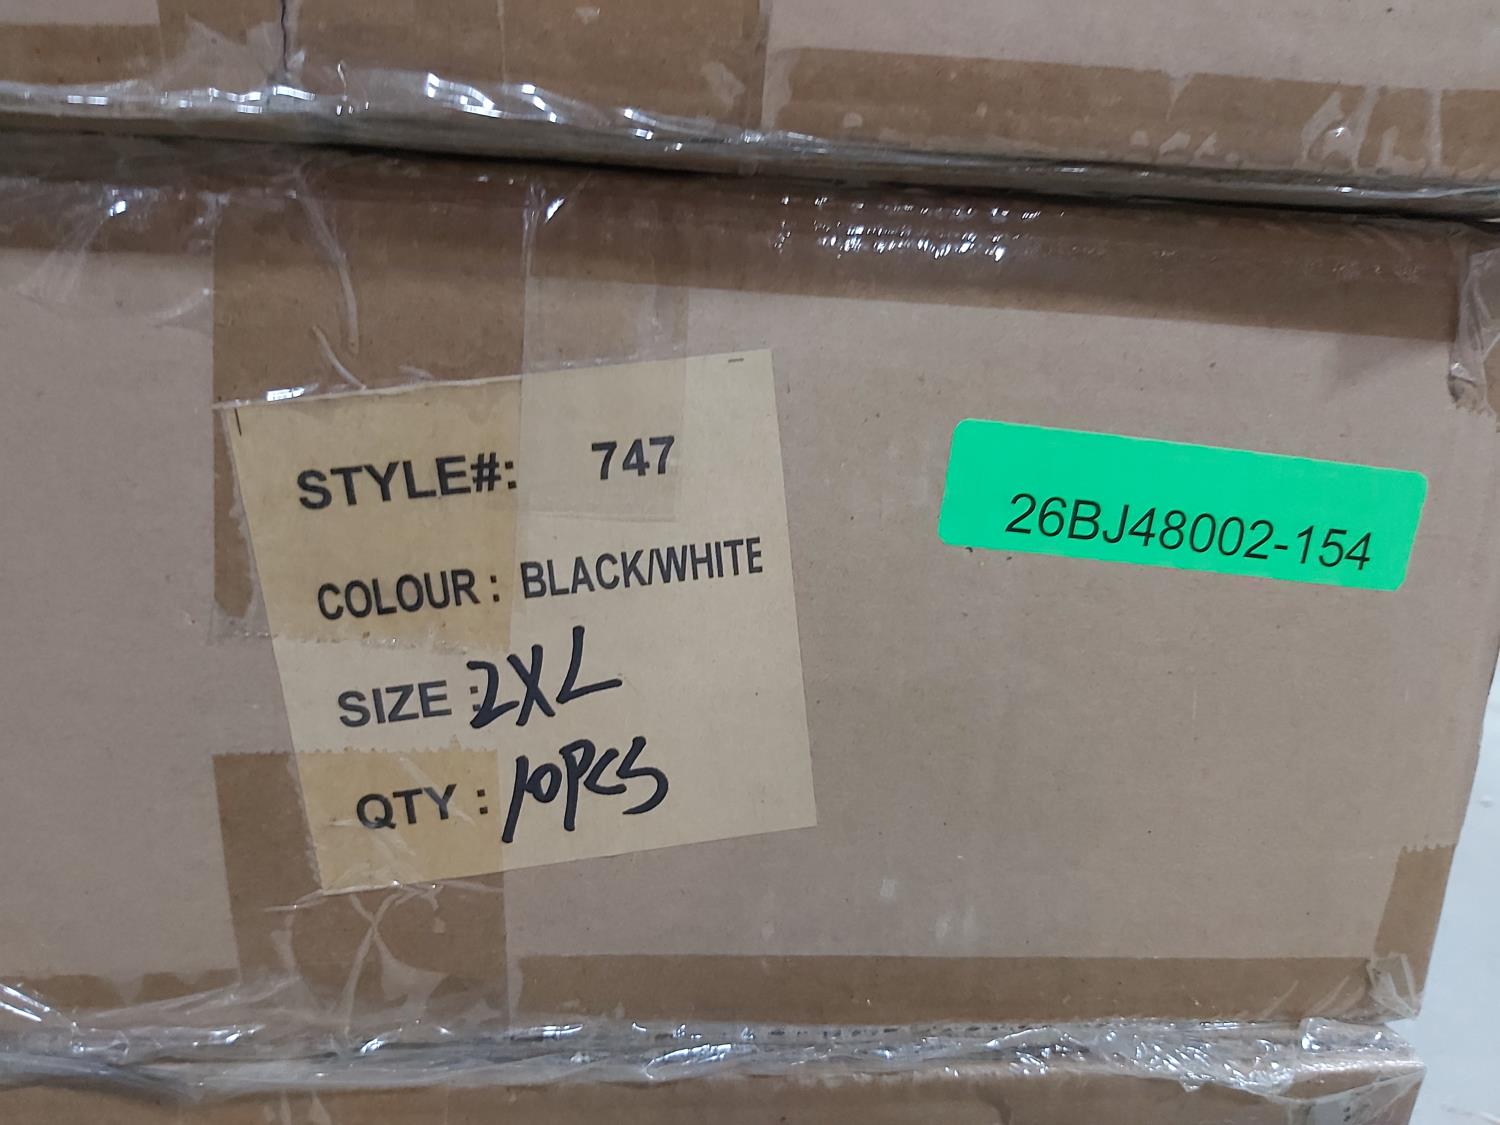 STYLE#: 747
COLOUR : BLACK/WHITE
SIZE : 2XL
QTY : 10PCS
26BJ48002-154